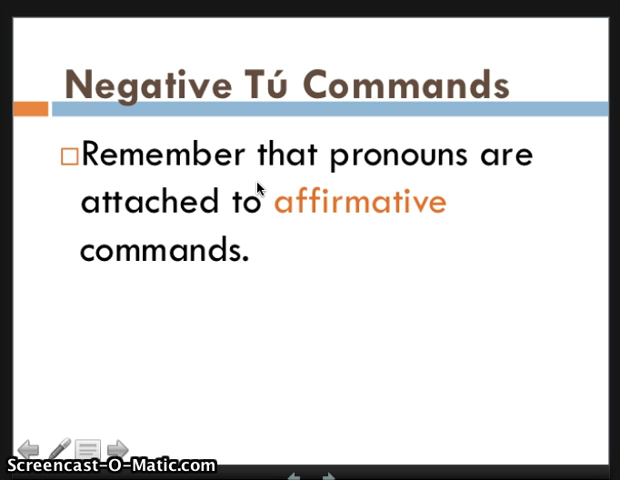 Negative Tú Commands
Remember that pronouns are
attached to affirmative
commands.
Screencast-O-Matic.com